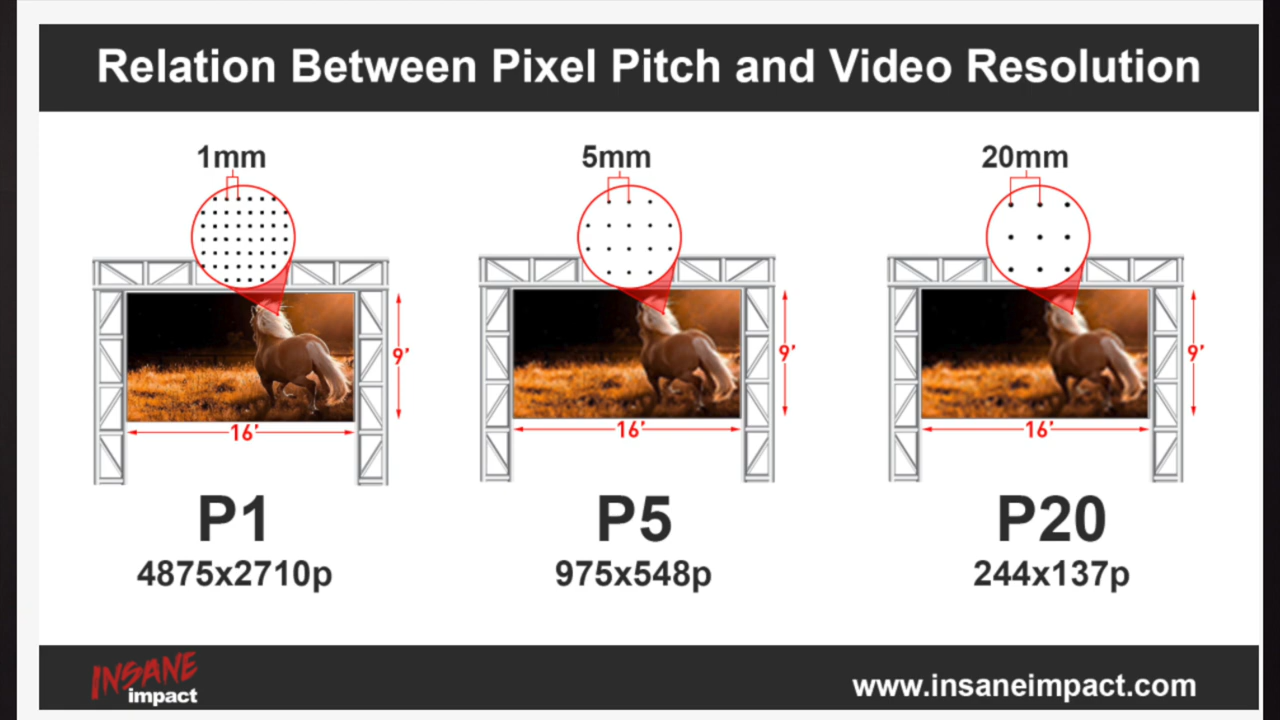 Relation Between Pixel Pitch and Video Resolution
1mm
5mm
20mm
9’
9’
9’
16’
16’
16’
P1
P5
P20
4875x2710p
975x548p
244x137p
INSANE
impact
www.insaneimpact.com